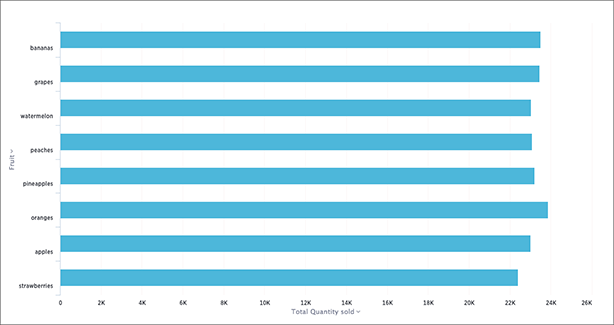 bananas
grapes
watermelon
peaches
pineapples
oranges
apples
strawberries
Fruit
0 2K 4K 6K 8K 10K 12K 14K 16K 18K 20K 22K 24K 26K
Total Quantity sold